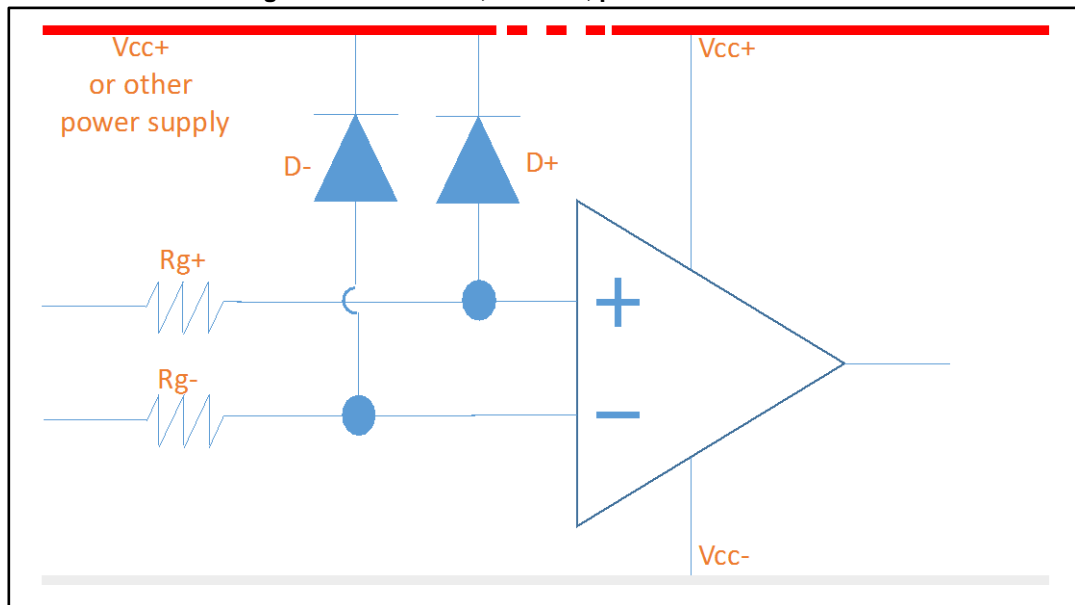 Vcc+
or other
power supply
Vcc+
D-
D+
Rg+
+
Rg-
−
Vcc-